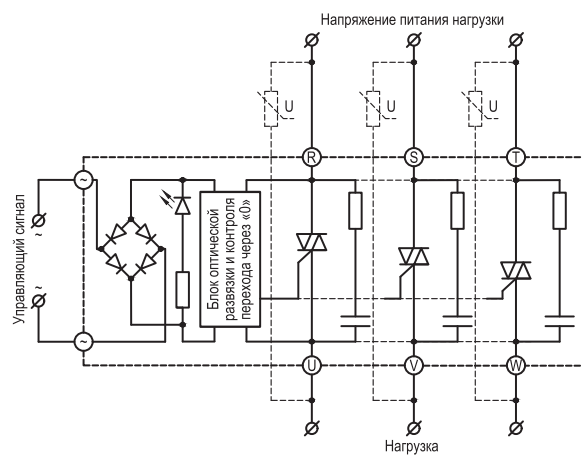 Напряжение питания нагрузки
U U U
R S T
~
~
Управляющий сигнал
~
~
Блок оптической
развязки и контроля
перехода через «0»
U V W
Нагрузка